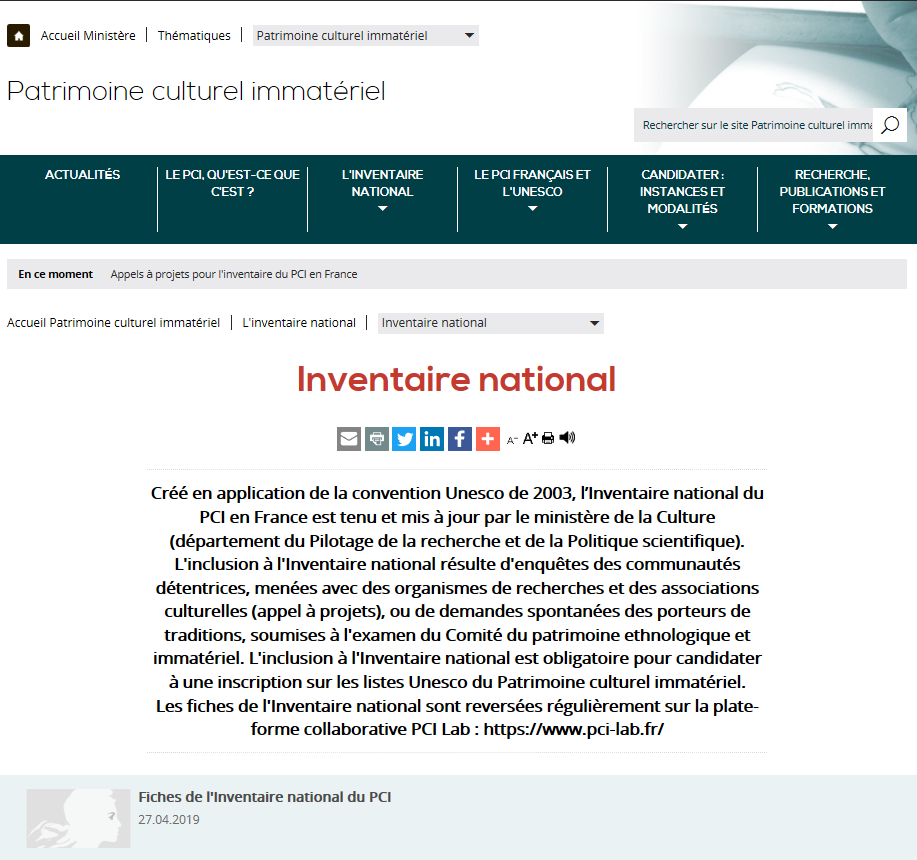 Accueil Ministère
Thématiques
Patrimoine culturel immatériel
Patrimoine culturel immatériel
Rechercher sur le site Patrimoine culturel imma
ACTUALITÉS
LE PCI, QU'EST-CE QUE
C'EST ?
L'INVENTAIRE
NATIONAL
LE PCI FRANÇAIS ET
L'UNESCO
CANDIDATER :
INSTANCES ET
MODALITÉS
RECHERCHE,
PUBLICATIONS ET
FORMATIONS
En ce moment Appels à projets pour l'inventaire du PCI en France
Accueil Patrimoine culturel immatériel
L'inventaire national
Inventaire national
Inventaire national
A- A+
Créé en application de la convention Unesco de 2003, l’Inventaire national du
PCI en France est tenu et mis à jour par le ministère de la Culture
(département du Pilotage de la recherche et de la Politique scientifique).
L'inclusion à l'Inventaire national résulte d'enquêtes des communautés
détentrices, menées avec des organismes de recherches et des associations
culturelles (appel à projets), ou de demandes spontanées des porteurs de
traditions, soumises à l'examen du Comité du patrimoine ethnologique et
immatériel. L'inclusion à l'Inventaire national est obligatoire pour candidater
à une inscription sur les listes Unesco du Patrimoine culturel immatériel.
Les fiches de l'Inventaire national sont reversées régulièrement sur la plate-
forme collaborative PCI Lab : https://www.pci-lab.fr/
Fiches de l'Inventaire national du PCI
27.04.2019